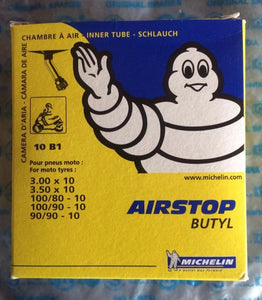 CHAMBRE À AIR - INNER TUBE - SCHLAUCH
CAMERA D'ARIA - CÁMARA DE AIRE
10 B1
Pour pneus moto :
For moto tyres :
3.00 x 10
3.50 x 10
100/80 - 10
100/90 - 10
90/90 - 10
www.michelin.com
AIRSTOP
BUTYL
MICHELIN